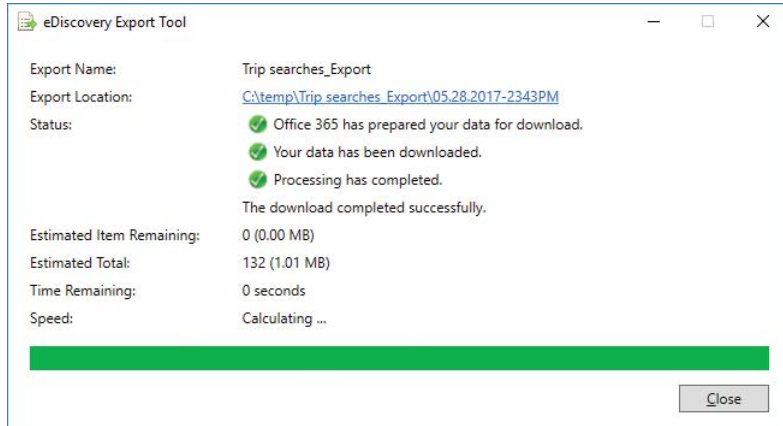 eDiscovery Export Tool
Export Name: Trip searches_Export
Export Location: C:\temp\Trip searches_Export\05.28.2017-2343PM
Status: Office 365 has prepared your data for download.
Your data has been downloaded.
Processing has completed.
The download completed successfully.
Estimated Item Remaining: 0 (0.00 MB)
Estimated Total: 132 (1.01 MB)
Time Remaining: 0 seconds
Speed: Calculating ...
Close